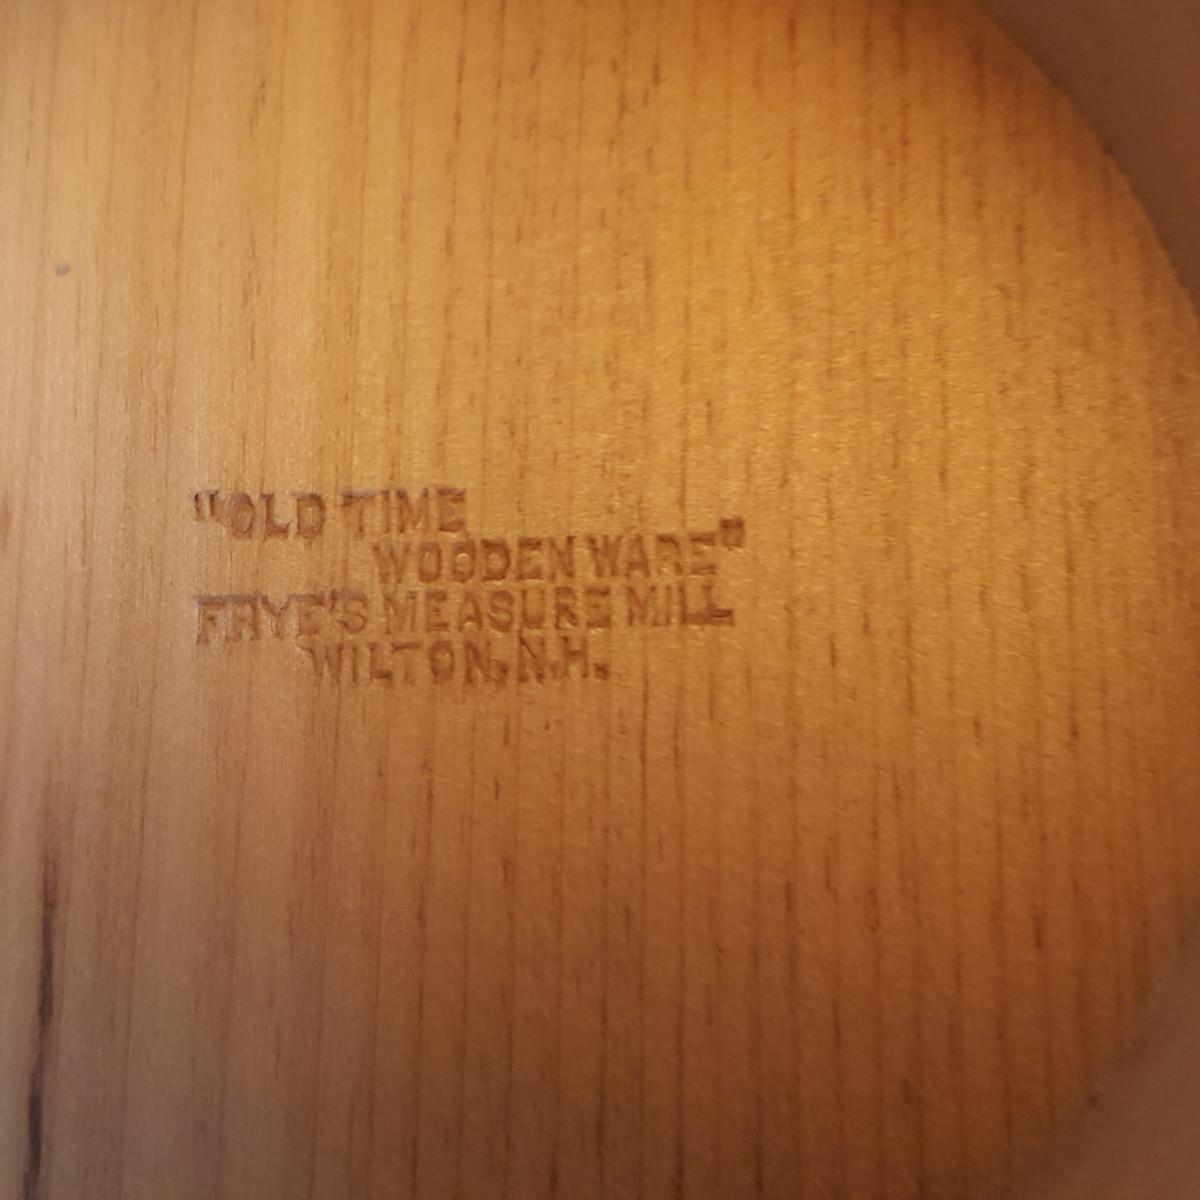 "OLD TIME
WOODEN WARE"
FRYE'S MEASURE MILL
WILTON, N.H.